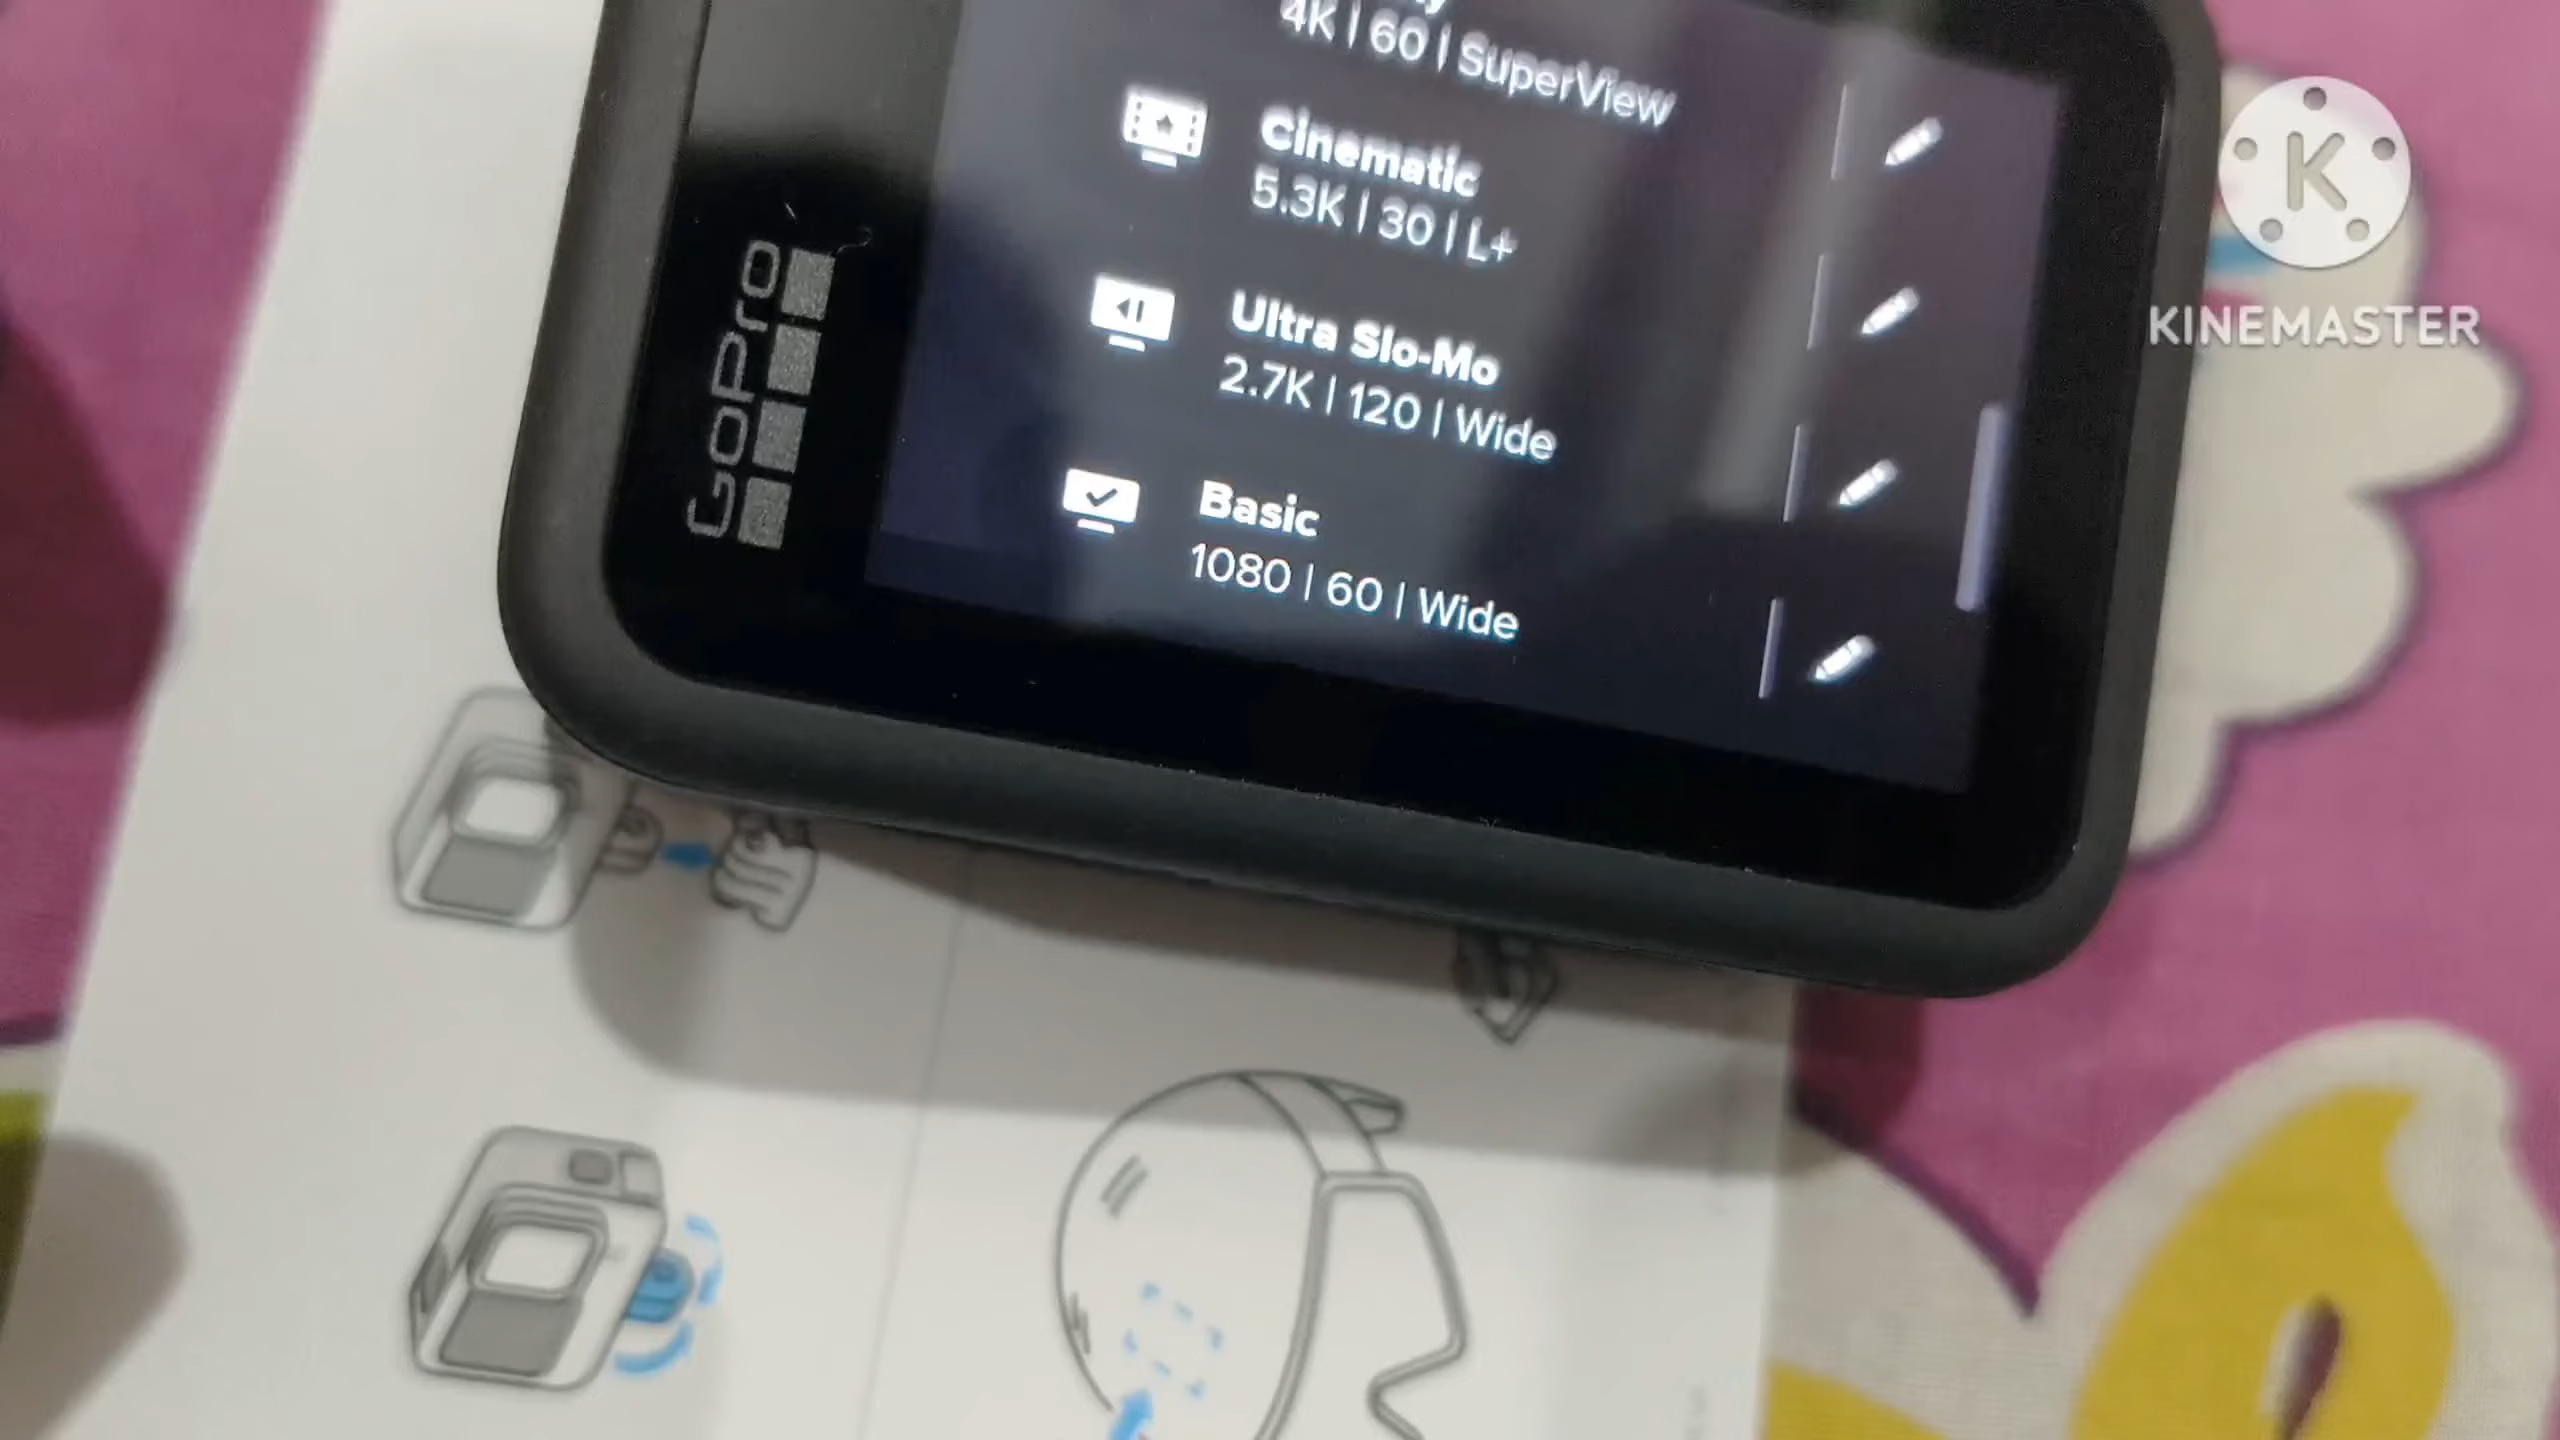 4K | 60 | SuperView
Cinematic
5.3K | 30 | L+
Ultra Slo-Mo
2.7K | 120 | Wide
Basic
1080 | 60 | Wide
GoPro
K
KINEMASTER